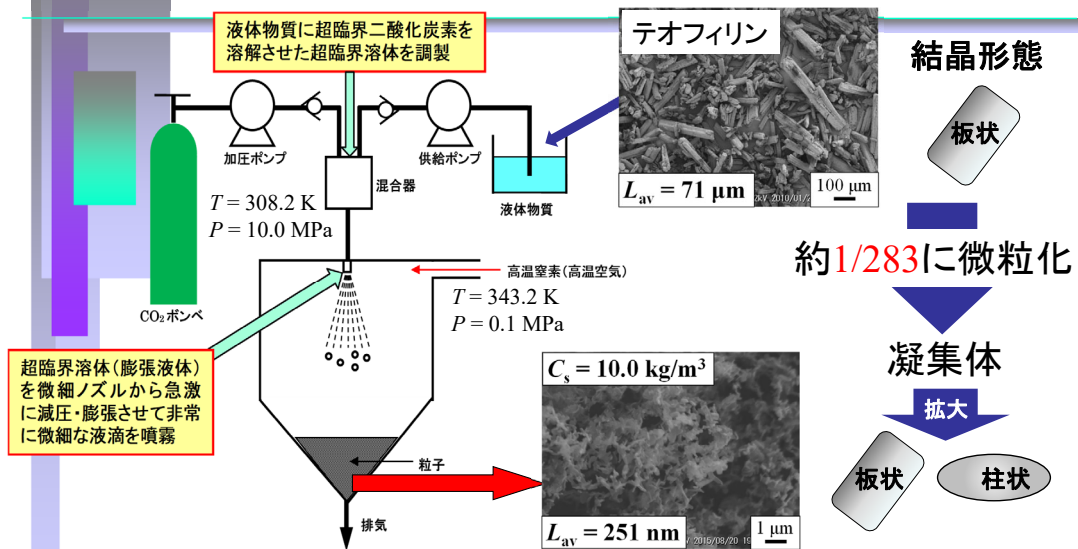 液体物質に超臨界二酸化炭素を
溶解させた超臨界溶体を調製
テオフィリン
結晶形態
板状
加圧ポンプ
供給ポンプ
混合器
液体物質
T = 308.2 K
P = 10.0 MPa
Lav = 71 μm
100 μm
約1/283に微粒化
高温窒素(高温空気)
T = 343.2 K
P = 0.1 MPa
CO2ボンベ
超臨界溶体(膨張液体)
を微細ノズルから急激
に減圧・膨張させて非常
に微細な液滴を噴霧
Cs = 10.0 kg/m3
凝集体
拡大
粒子
板状
柱状
排気
Lav = 251 nm
1 μm